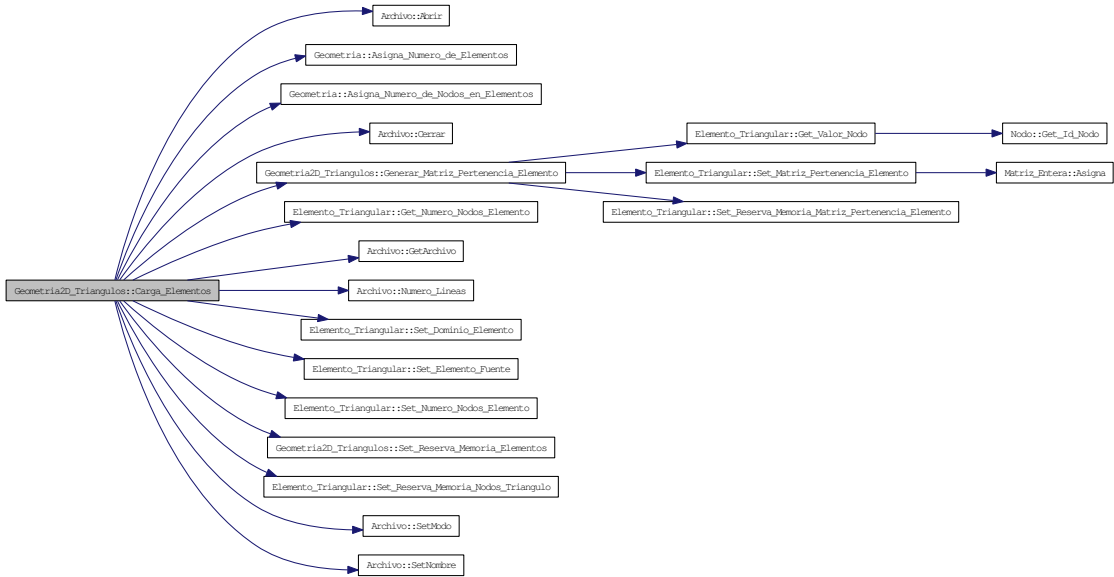 Archivo::Abrir
Geometria::Asigna_Numero_de_Elementos
Geometria::Asigna_Numero_de_Nodos_en_Elementos
Archivo::Cerrar
Elemento_Triangular::Get_Valor_Nodo
Nodo::Get_Id_Nodo
Geometria2D_Triangulos::Generar_Matriz_Pertenencia_Elemento
Elemento_Triangular::Set_Matriz_Pertenencia_Elemento
Matriz_Entera::Asigna
Elemento_Triangular::Get_Numero_Nodos_Elemento
Elemento_Triangular::Set_Reserva_Memoria_Matriz_Pertenencia_Elemento
Archivo::GetArchivo
Geometria2D_Triangulos::Carga_Elementos
Archivo::Numero_Lineas
Elemento_Triangular::Set_Dominio_Elemento
Elemento_Triangular::Set_Elemento_Fuente
Elemento_Triangular::Set_Numero_Nodos_Elemento
Geometria2D_Triangulos::Set_Reserva_Memoria_Elementos
Elemento_Triangular::Set_Reserva_Memoria_Nodos_Triangulo
Archivo::SetModo
Archivo::SetNombre